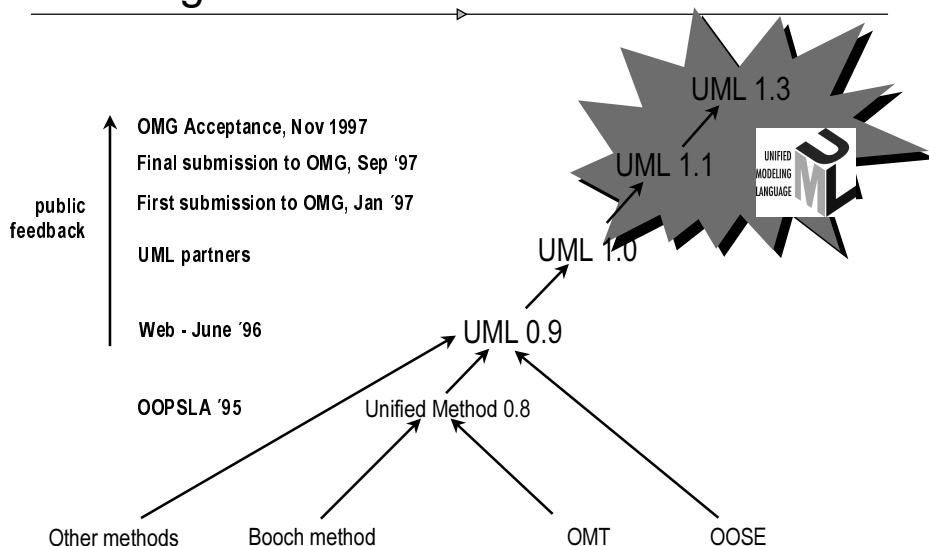 UML 1.3
OMG Acceptance, Nov 1997
Final submission to OMG, Sep ‘97
UML 1.1
UNIFIED
MODELING
LANGUAGE
UML
First submission to OMG, Jan ´97
public
feedback
UML partners
UML 1.0
Web - June ´96
UML 0.9
OOPSLA ´95
Unified Method 0.8
Other methods
Booch method
OMT
OOSE